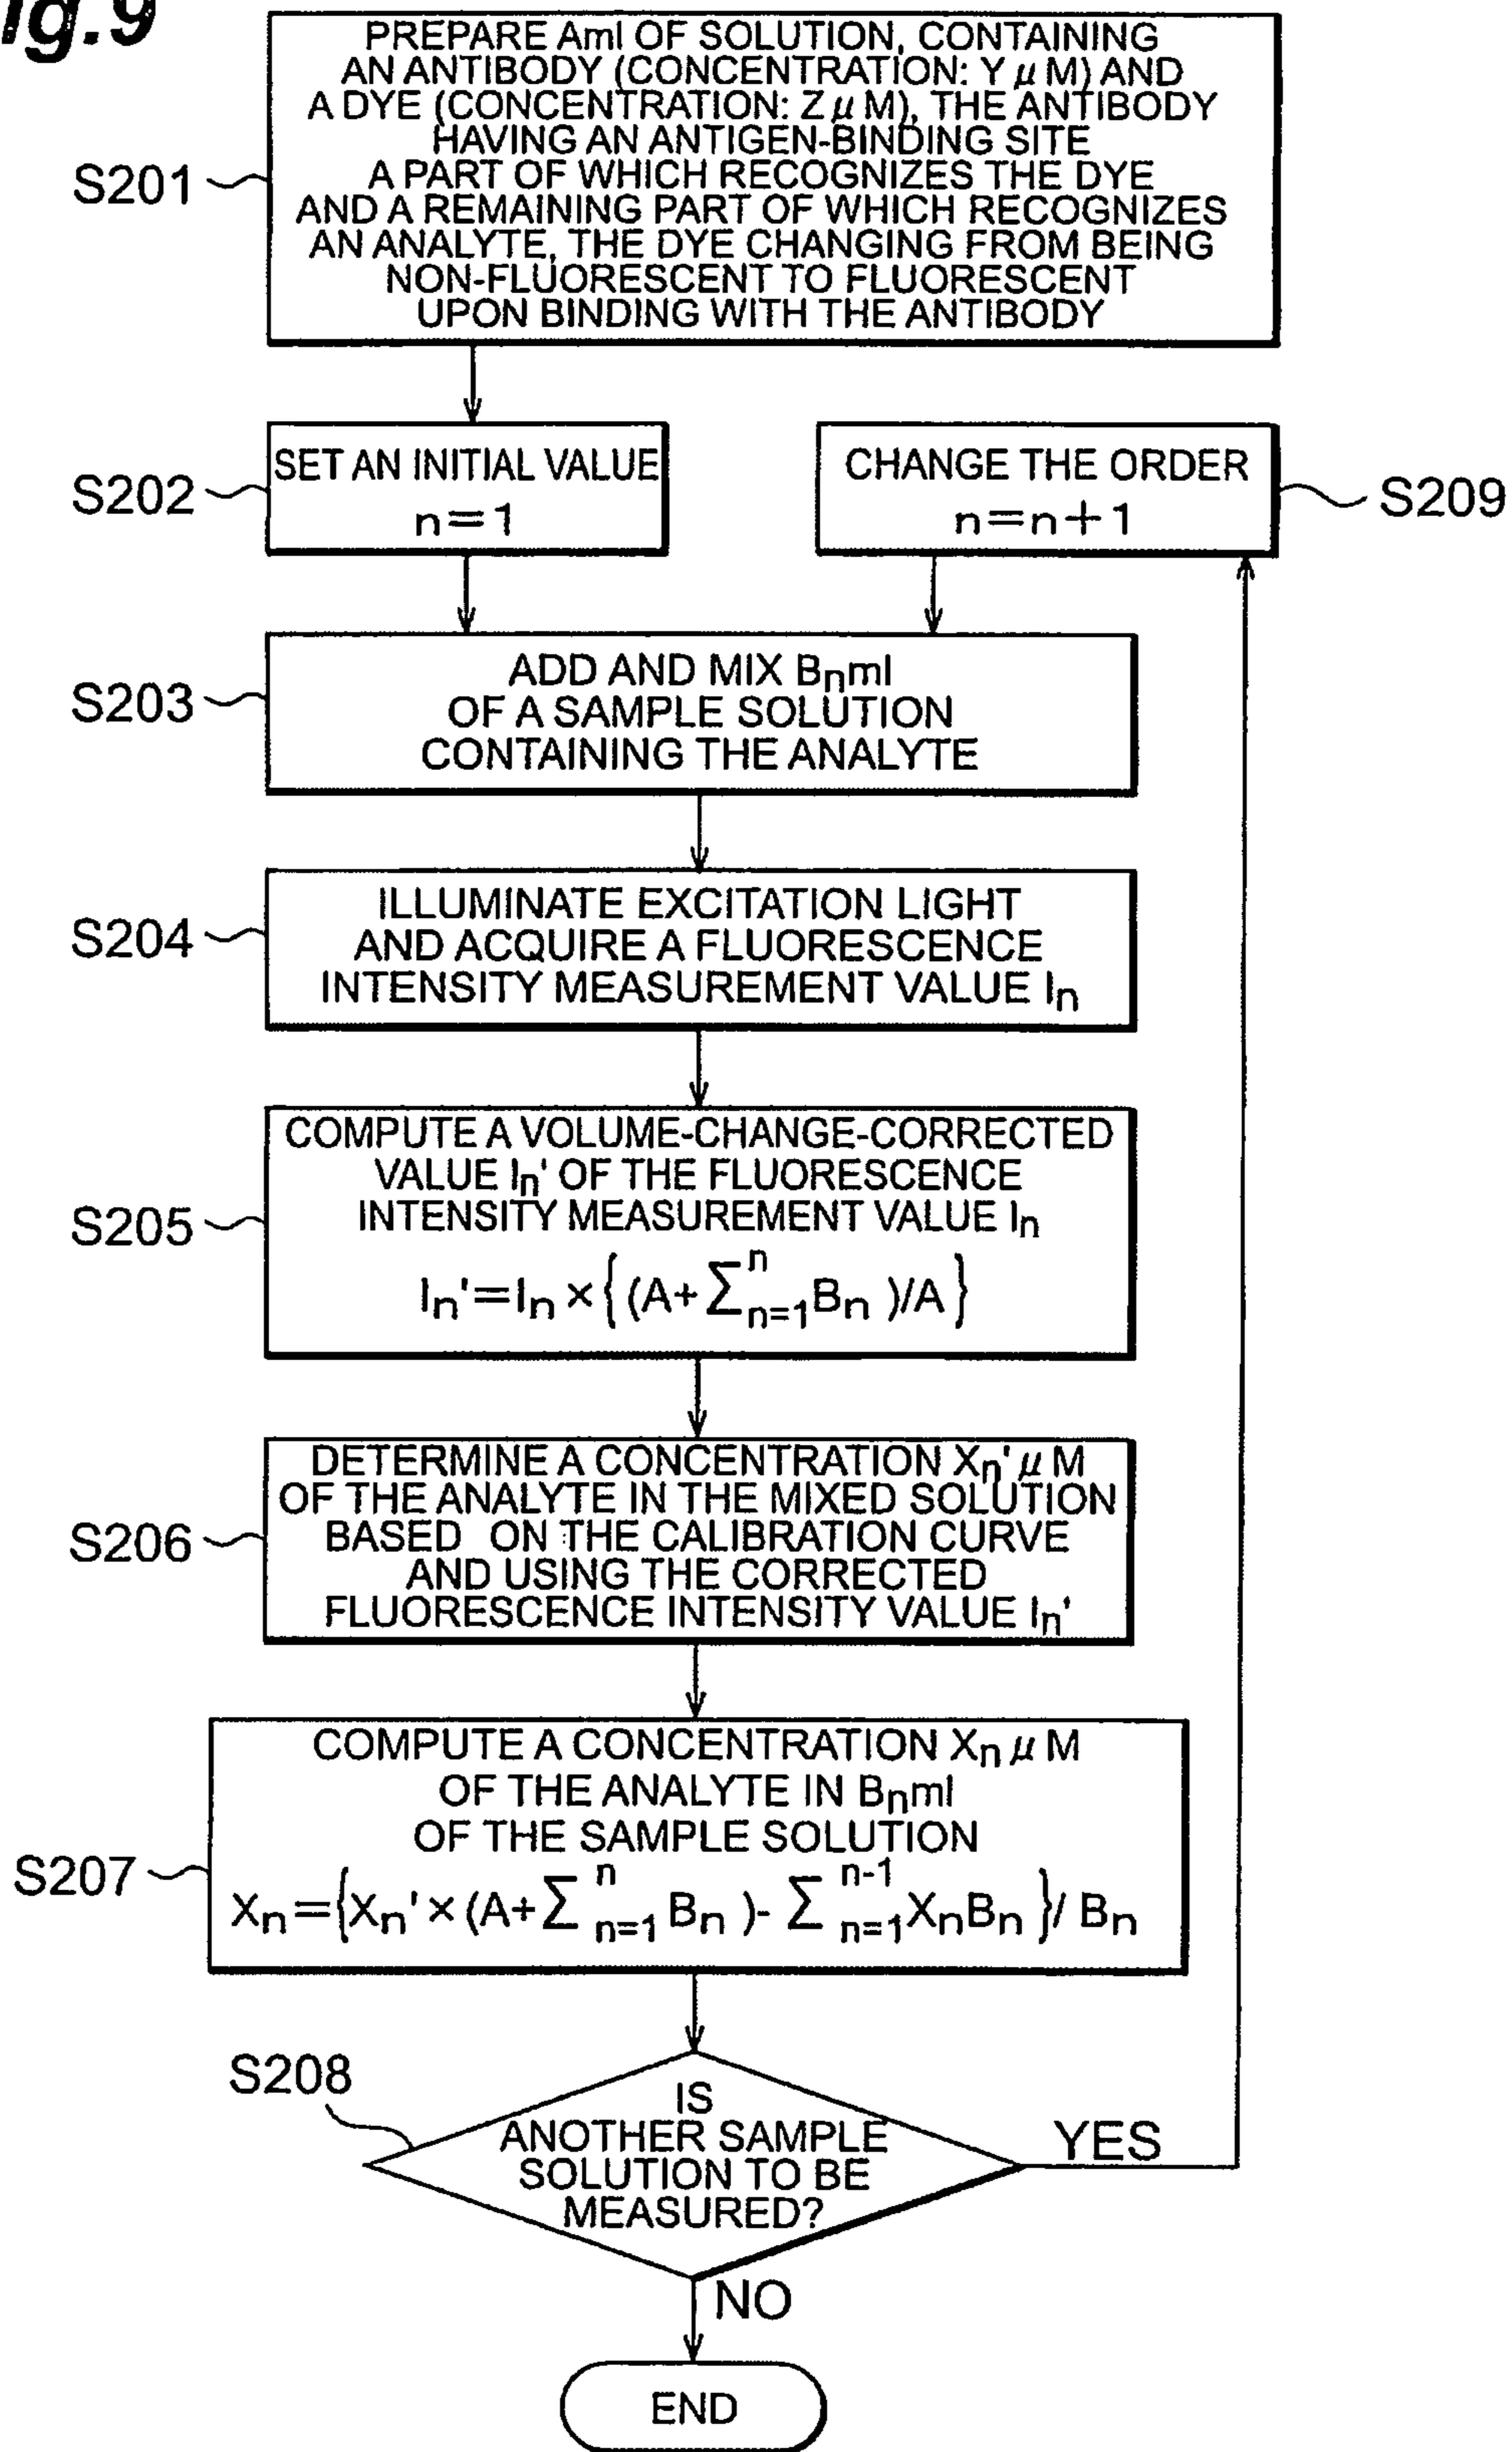 Fig.9
PREPARE Aml OF SOLUTION, CONTAINING
AN ANTIBODY (CONCENTRATION: Y μ M) AND
A DYE (CONCENTRATION: Z μ M), THE ANTIBODY
HAVING AN ANTIGEN-BINDING SITE
A PART OF WHICH RECOGNIZES THE DYE
AND A REMAINING PART OF WHICH RECOGNIZES
AN ANALYTE, THE DYE CHANGING FROM BEING
NON-FLUORESCENT TO FLUORESCENT
UPON BINDING WITH THE ANTIBODY
S201
SET AN INITIAL VALUE
n=1
S202
CHANGE THE ORDER
n=n+1
S209
ADD AND MIX Bnml
OF A SAMPLE SOLUTION
CONTAINING THE ANALYTE
S203
ILLUMINATE EXCITATION LIGHT
AND ACQUIRE A FLUORESCENCE
INTENSITY MEASUREMENT VALUE In
S204
COMPUTE A VOLUME-CHANGE-CORRECTED
VALUE In' OF THE FLUORESCENCE
INTENSITY MEASUREMENT VALUE In
In'=In×{(A+∑n=1^n Bn)/A}
S205
DETERMINE A CONCENTRATION Xn' μ M
OF THE ANALYTE IN THE MIXED SOLUTION
BASED ON THE CALIBRATION CURVE
AND USING THE CORRECTED
FLUORESCENCE INTENSITY VALUE In'
S206
COMPUTE A CONCENTRATION Xn μ M
OF THE ANALYTE IN Bnml
OF THE SAMPLE SOLUTION
Xn={Xn'×(A+∑n=1^n Bn)-∑n=1^n-1 XnBn}/Bn
S207
S208
IS
ANOTHER SAMPLE
SOLUTION TO BE
MEASURED?
YES
NO
END